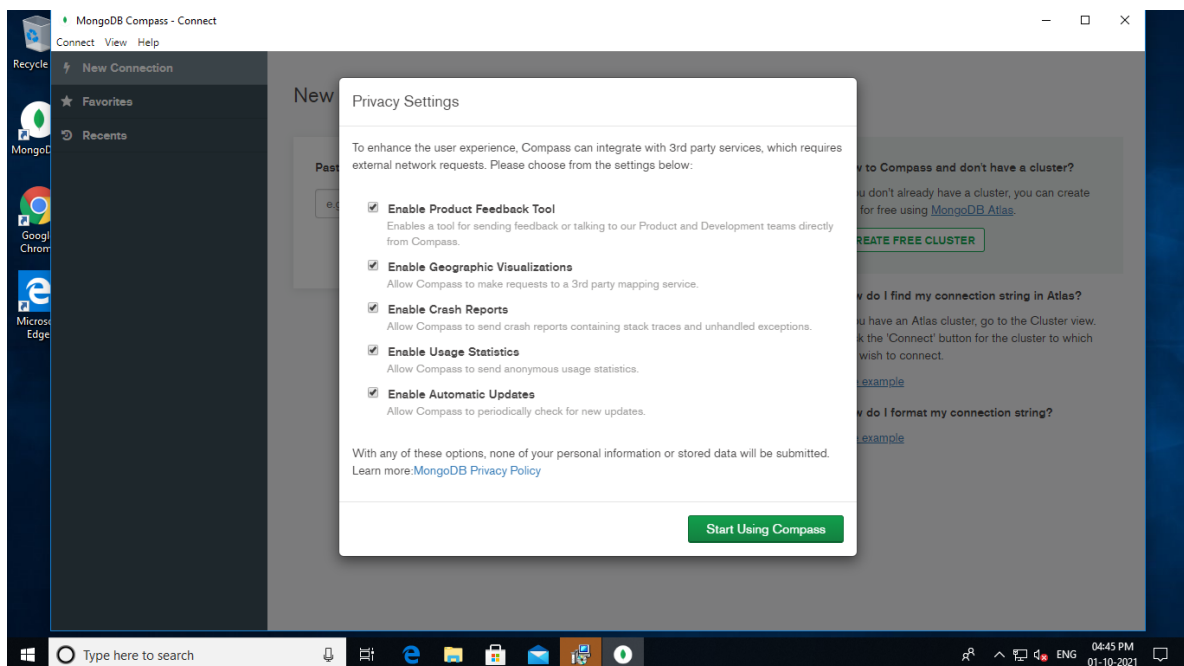 MongoDB Compass - Connect
Connect View Help
Recycle
New Connection
Favorites
Recents
New
MongoD
Googl
Chrom
Micros
Edge
Past
e.g
Privacy Settings
To enhance the user experience, Compass can integrate with 3rd party services, which requires
external network requests. Please choose from the settings below:
Enable Product Feedback Tool
Enables a tool for sending feedback or talking to our Product and Development teams directly
from Compass.
Enable Geographic Visualizations
Allow Compass to make requests to a 3rd party mapping service.
Enable Crash Reports
Allow Compass to send crash reports containing stack traces and unhandled exceptions.
Enable Usage Statistics
Allow Compass to send anonymous usage statistics.
Enable Automatic Updates
Allow Compass to periodically check for new updates.
With any of these options, none of your personal information or stored data will be submitted.
Learn more:MongoDB Privacy Policy
Start Using Compass
w to Compass and don't have a cluster?
u don't already have a cluster, you can create
for free using MongoDB Atlas.
REATE FREE CLUSTER
w do I find my connection string in Atlas?
u have an Atlas cluster, go to the Cluster view.
k the 'Connect' button for the cluster to which
wish to connect.
example
w do I format my connection string?
example
Type here to search
ENG
04:45 PM
01-10-2021